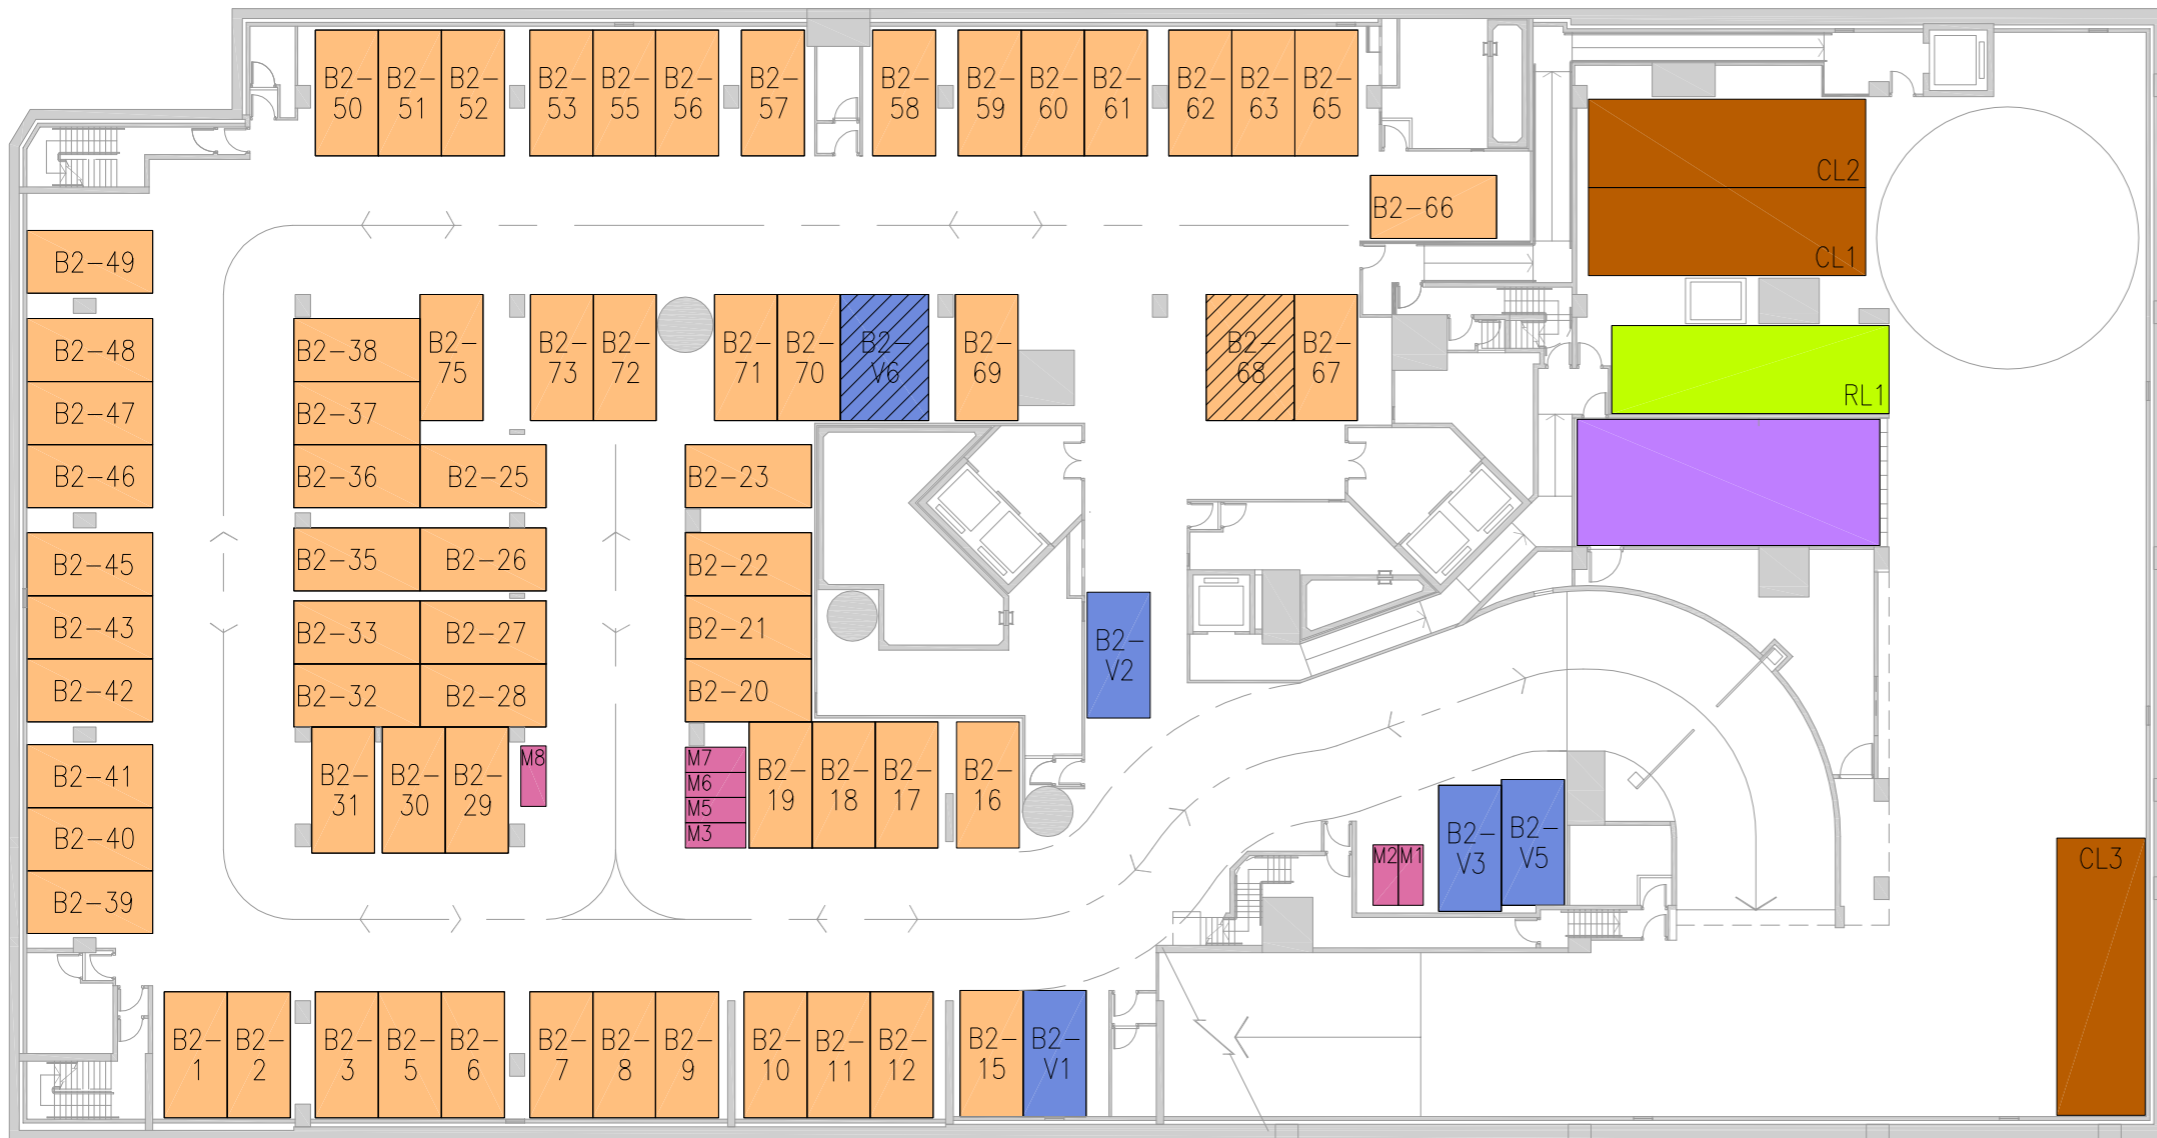 B2-
50
B2-
51
B2-
52
B2-
53
B2-
55
B2-
56
B2-
57
B2-
58
B2-
59
B2-
60
B2-
61
B2-
62
B2-
63
B2-
65
CL2
B2-66
CL1
B2-49
B2-48
B2-47
B2-46
B2-38
B2-37
B2-36
B2-
75
B2-25
B2-
73
B2-
72
B2-
71
B2-
70
B2-
V6
B2-
69
B2-
68
B2-
67
RL1
B2-23
B2-45
B2-43
B2-42
B2-35
B2-26
B2-33
B2-27
B2-32
B2-28
B2-22
B2-21
B2-20
B2-
V2
B2-41
B2-40
B2-39
B2-
31
B2-
30
B2-
29
M8
M7
M6
M5
M3
B2-
19
B2-
18
B2-
17
B2-
16
M2
M1
B2-
V3
B2-
V5
CL3
B2-
1
B2-
2
B2-
3
B2-
5
B2-
6
B2-
7
B2-
8
B2-
9
B2-
10
B2-
11
B2-
12
B2-
15
B2-
V1